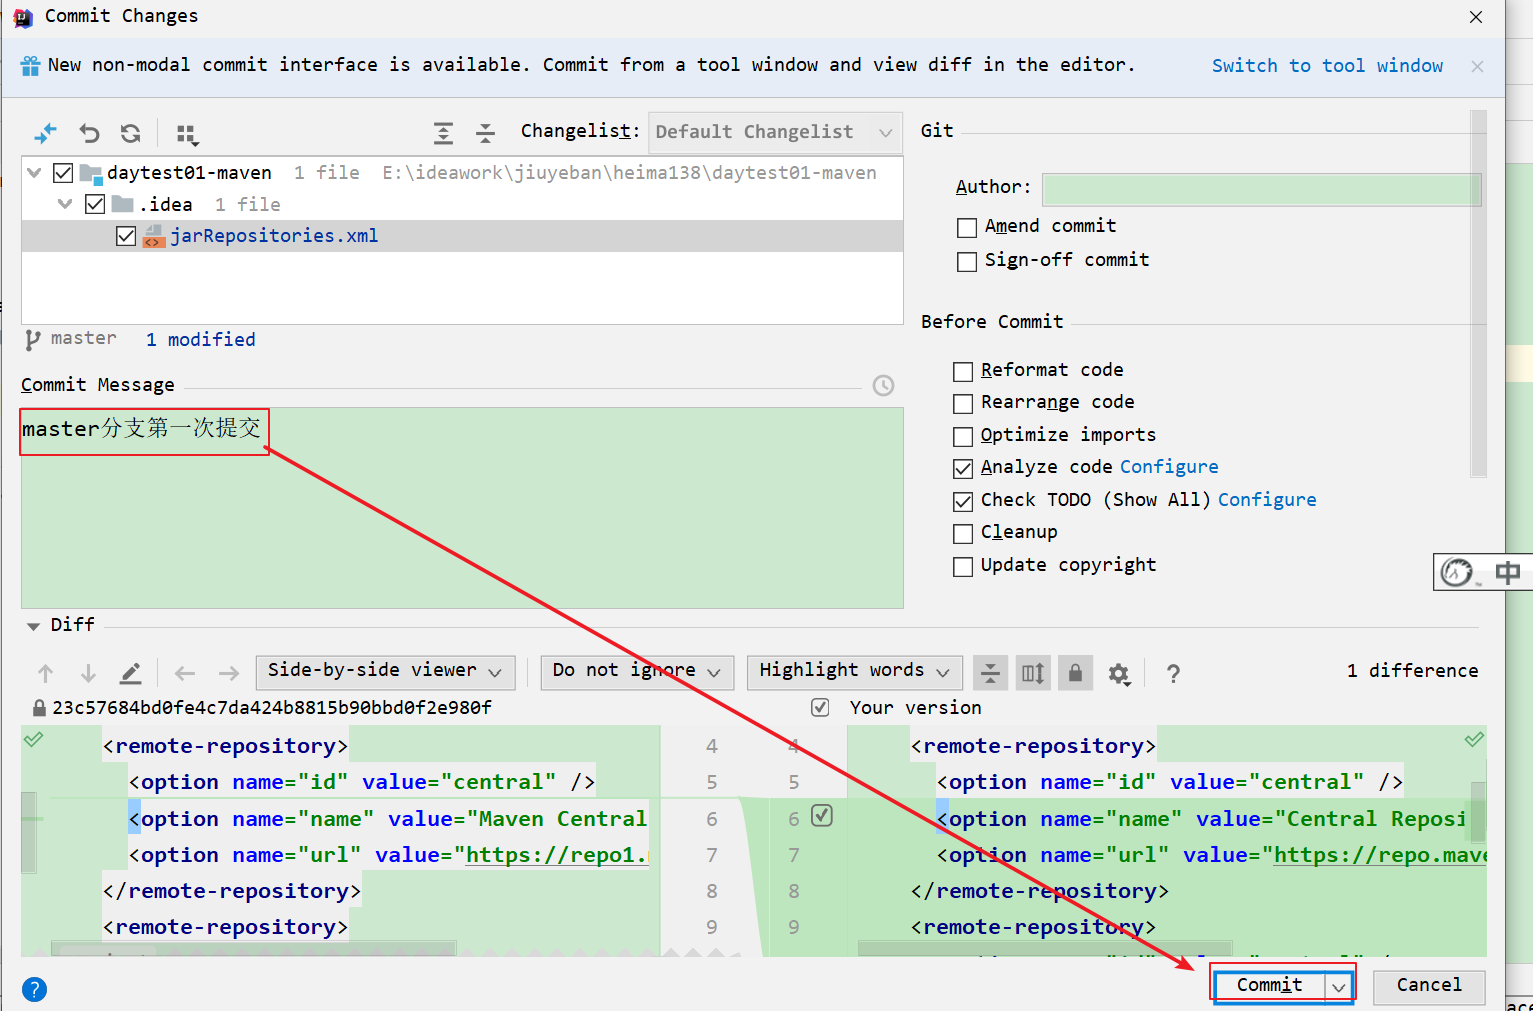 Commit Changes
New non-modal commit interface is available. Commit from a tool window and view diff in the editor.
Switch to tool window
Changelist: Default Changelist
daytest01-maven 1 file E:\ideawork\jiuyeban\heima138\daytest01-maven
.idea 1 file
jarRepositories.xml
master 1 modified
Commit Message
master分支第一次提交
Git
Author:
Amend commit
Sign-off commit
Before Commit
Reformat code
Rearrange code
Optimize imports
Analyze code Configure
Check TODO (Show All) Configure
Cleanup
Update copyright
中
Diff
Side-by-side viewer
Do not ignore
Highlight words
? 1 difference
23c57684bd0fe4c7da424b8815b90bbd0f2e980f
Your version
<remote-repository> 4 4 <remote-repository>
<option name="id" value="central" /> 5 5 <option name="id" value="central" />
<option name="name" value="Maven Central 6 6 <option name="name" value="Central Reposi
<option name="url" value="https://repo1. 7 7 <option name="url" value="https://repo.mave
</remote-repository> 8 8 </remote-repository>
<remote-repository> 9 9 <remote-repository>
? Commit Cancel